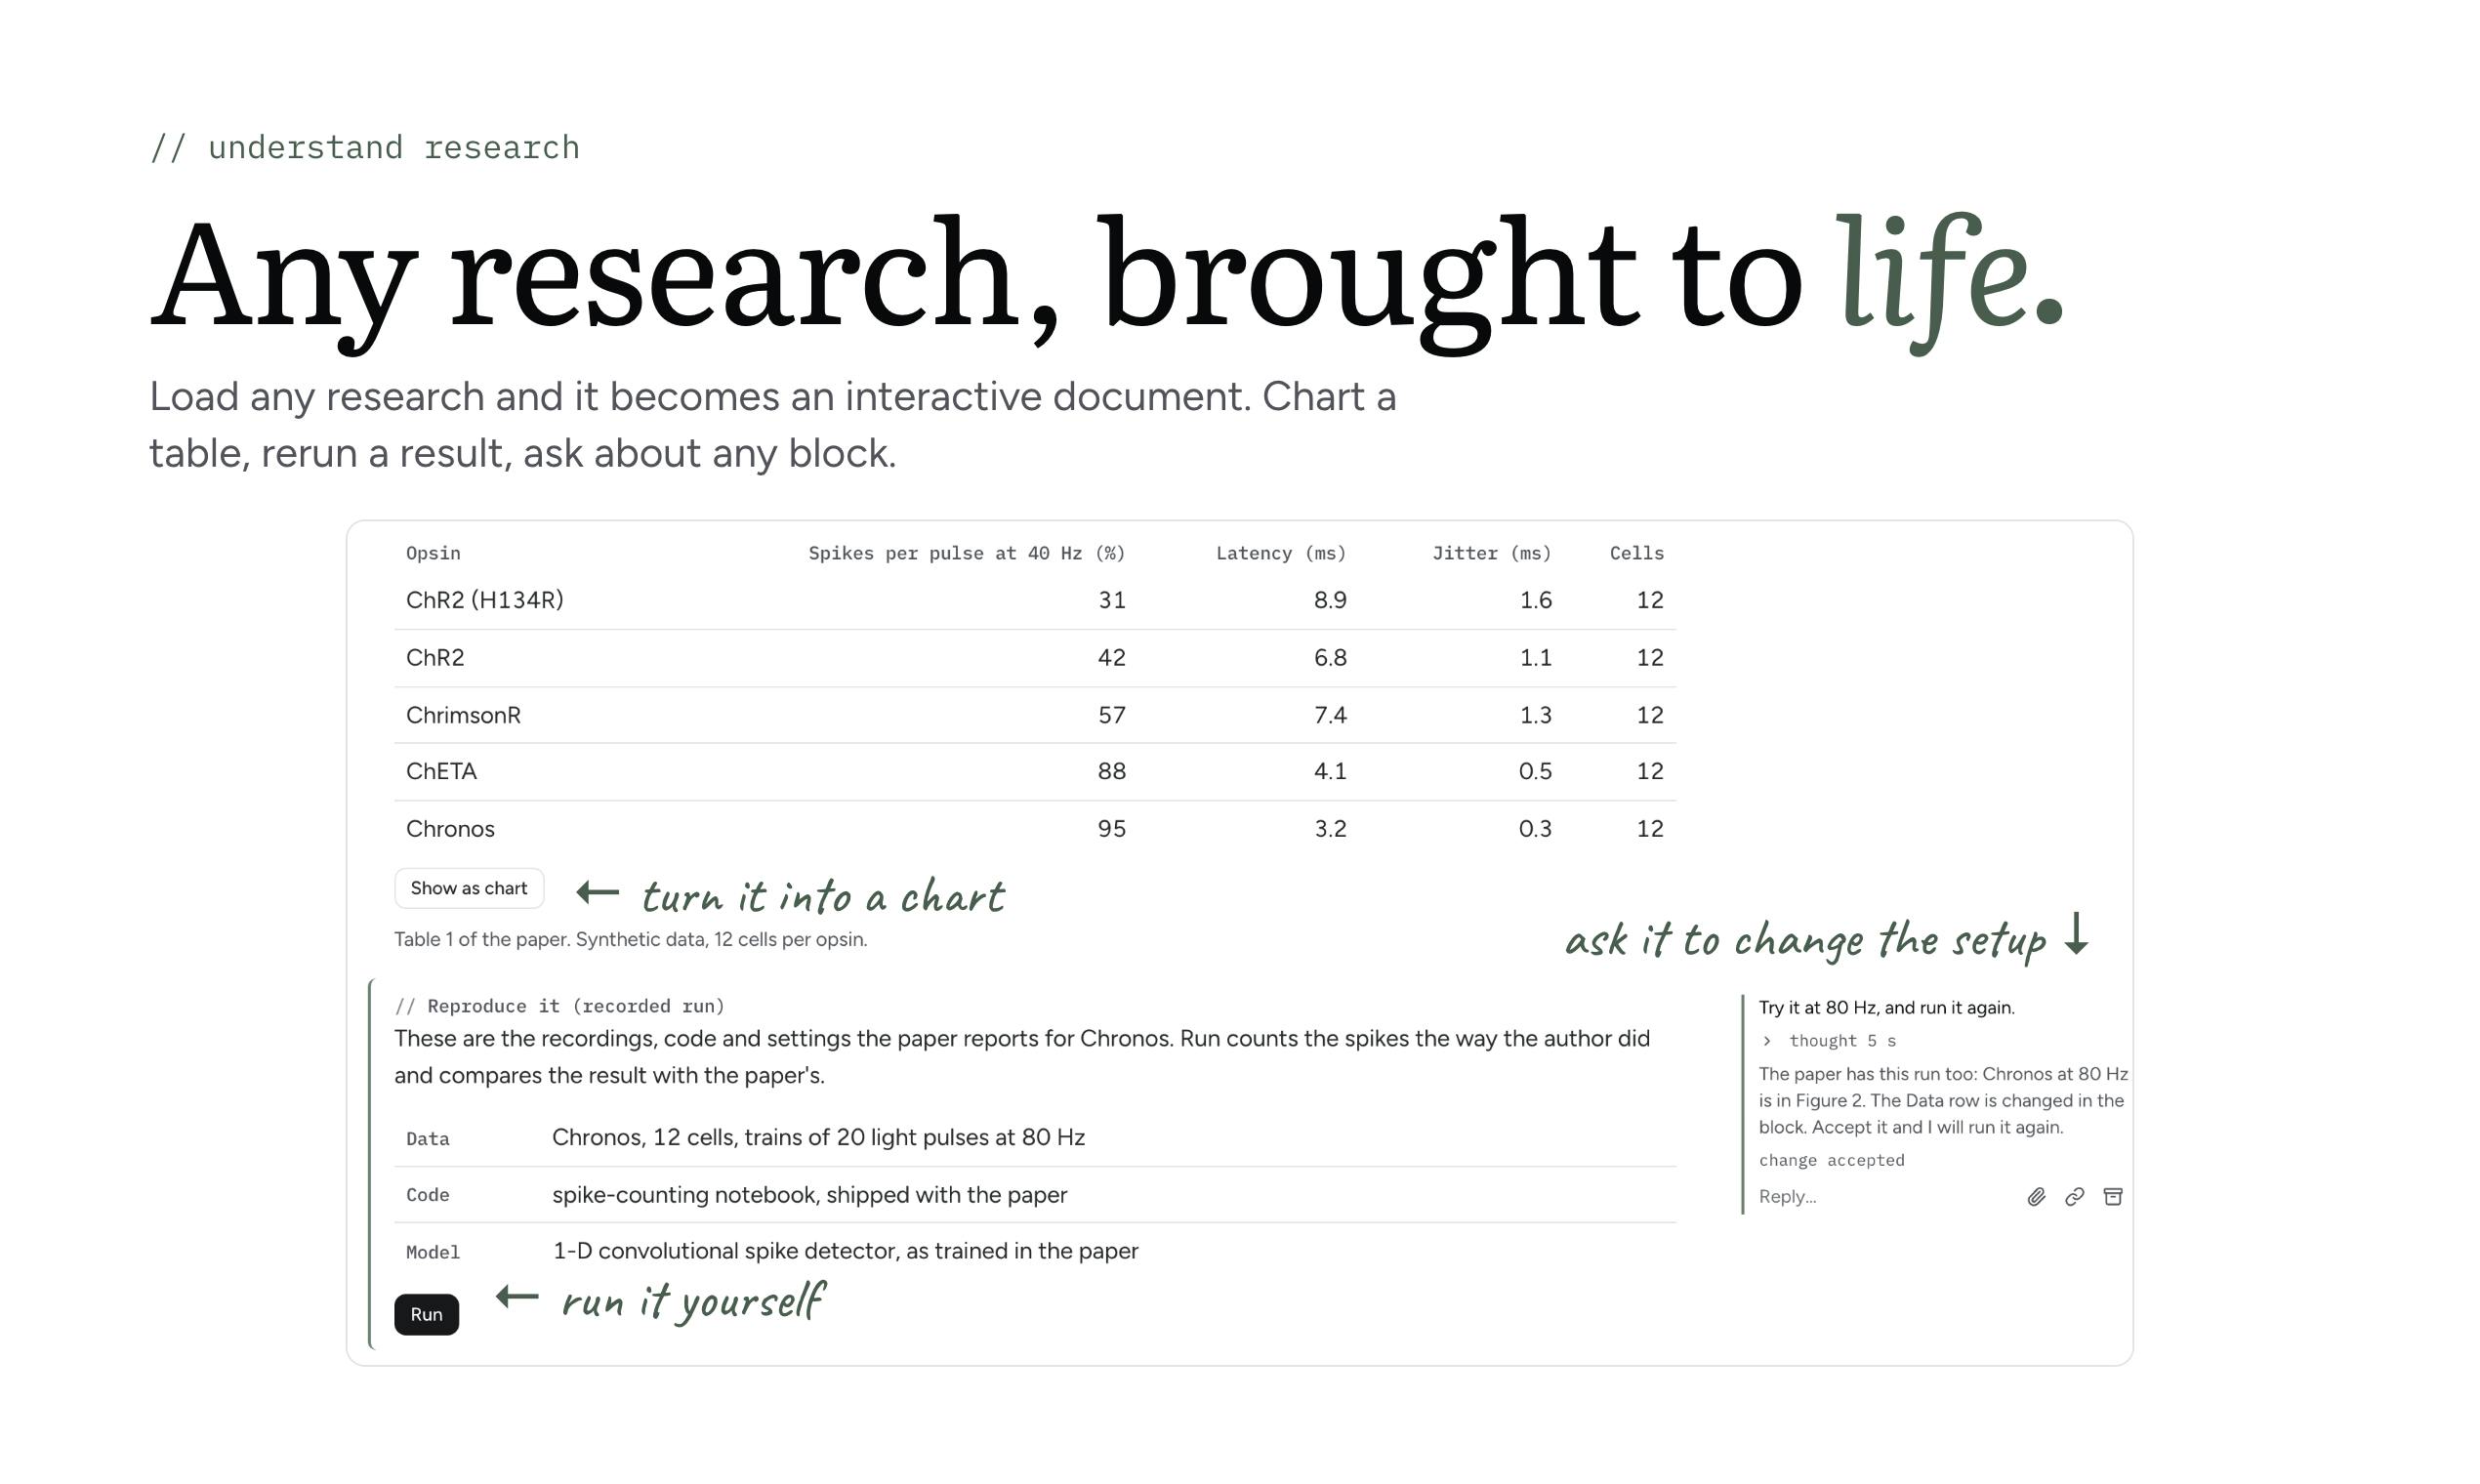 // understand research
Any research, brought to life.
Load any research and it becomes an interactive document. Chart a
table, rerun a result, ask about any block.
Opsin Spikes per pulse at 40 Hz (%) Latency (ms) Jitter (ms) Cells
ChR2 (H134R) 31 8.9 1.6 12
ChR2 42 6.8 1.1 12
ChrimsonR 57 7.4 1.3 12
ChETA 88 4.1 0.5 12
Chronos 95 3.2 0.3 12
Show as chart ← turn it into a chart
Table 1 of the paper. Synthetic data, 12 cells per opsin.
ask it to change the setup ↓
// Reproduce it (recorded run)
These are the recordings, code and settings the paper reports for Chronos. Run counts the spikes the way the author did
and compares the result with the paper's.
Data Chronos, 12 cells, trains of 20 light pulses at 80 Hz
Code spike-counting notebook, shipped with the paper
Model 1-D convolutional spike detector, as trained in the paper
Run ← run it yourself
Try it at 80 Hz, and run it again.
› thought 5 s
The paper has this run too: Chronos at 80 Hz
is in Figure 2. The Data row is changed in the
block. Accept it and I will run it again.
change accepted
Reply...